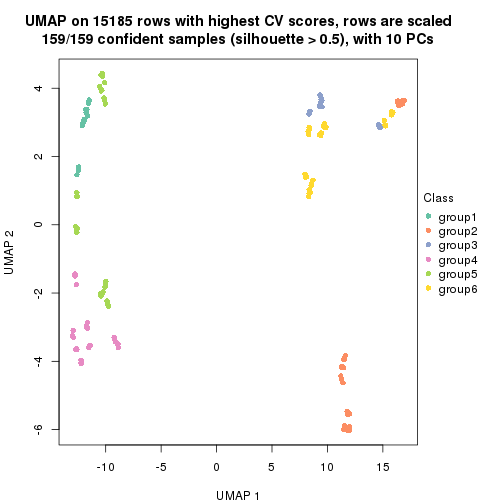 UMAP on 15185 rows with highest CV scores, rows are scaled
159/159 confident samples (silhouette > 0.5), with 10 PCs
4
2
0
-2
-4
-6
UMAP 2
-10
-5
0
5
10
15
UMAP 1
Class
group1
group2
group3
group4
group5
group6